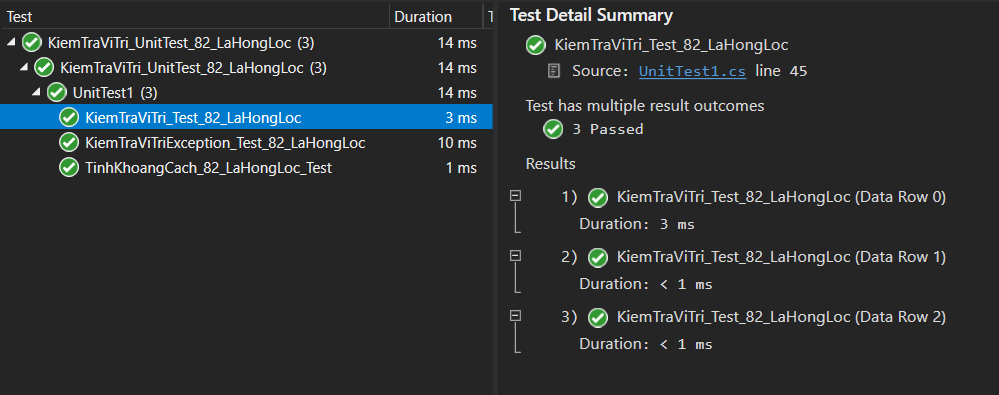 Test Duration T
KiemTraViTri_UnitTest_82_LaHongLoc (3) 14 ms
KiemTraViTri_UnitTest_82_LaHongLoc (3) 14 ms
UnitTest1 (3) 14 ms
KiemTraViTri_Test_82_LaHongLoc 3 ms
KiemTraViTriException_Test_82_LaHongLoc 10 ms
TinhKhoangCach_82_LaHongLoc_Test 1 ms
Test Detail Summary
KiemTraViTri_Test_82_LaHongLoc
Source: UnitTest1.cs line 45
Test has multiple result outcomes
3 Passed
Results
1) KiemTraViTri_Test_82_LaHongLoc (Data Row 0)
Duration: 3 ms
2) KiemTraViTri_Test_82_LaHongLoc (Data Row 1)
Duration: < 1 ms
3) KiemTraViTri_Test_82_LaHongLoc (Data Row 2)
Duration: < 1 ms